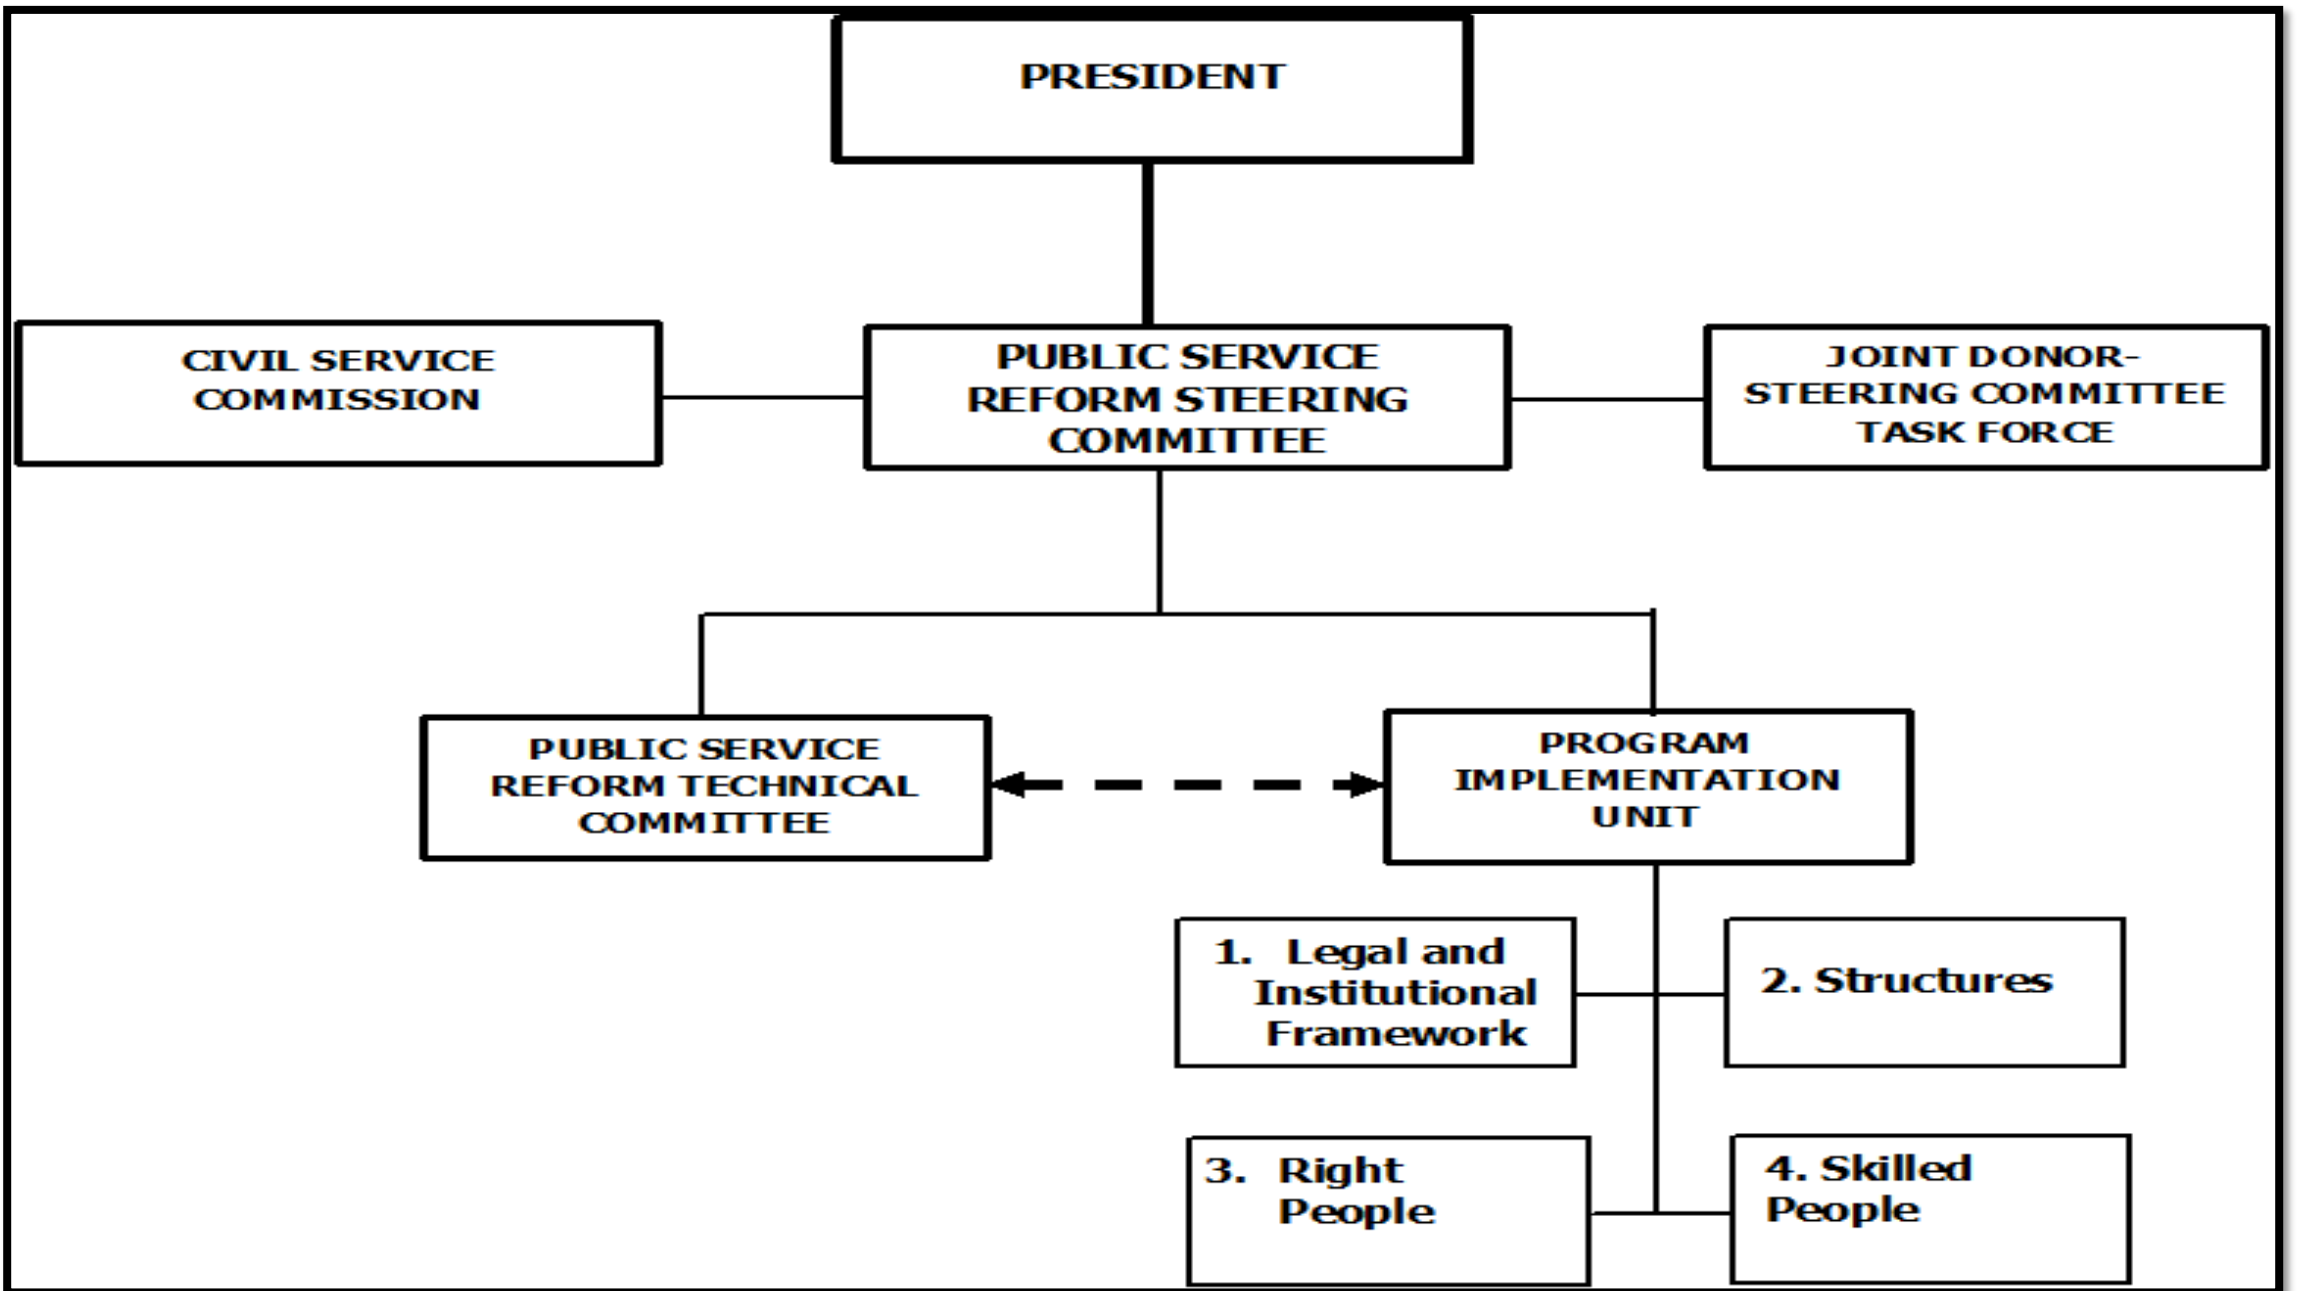 PRESIDENT
CIVIL SERVICE
COMMISSION
PUBLIC SERVICE
REFORM STEERING
COMMITTEE
JOINT DONOR-
STEERING COMMITTEE
TASK FORCE
PUBLIC SERVICE
REFORM TECHNICAL
COMMITTEE
PROGRAM
IMPLEMENTATION
UNIT
1. Legal and
Institutional
Framework
2. Structures
3. Right
People
4. Skilled
People